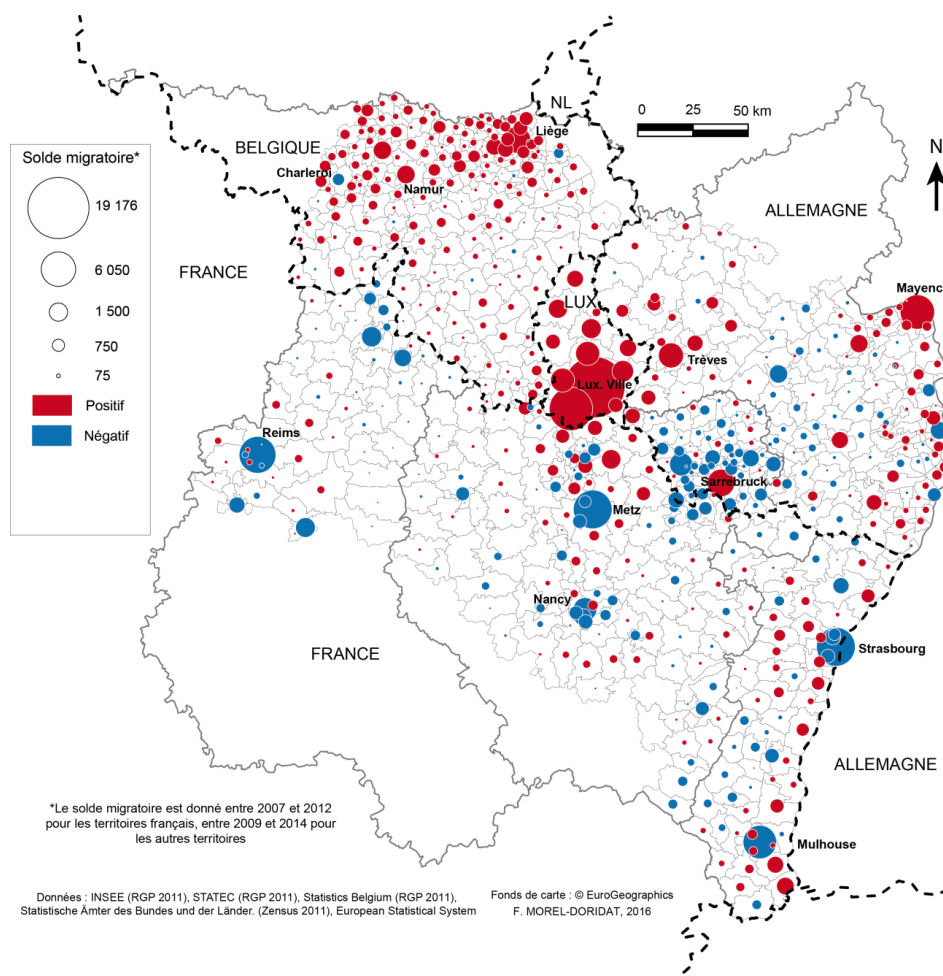 NL
0 25 50 km
Liège
BELGIQUE
N
Solde migratoire*
Charleroi
Namur
19 176
ALLEMAGNE
6 050
FRANCE
Mayenc
LUX
1 500
750
Trèves
75
Lux. Ville
Positif
Négatif
Reims
Sarrebruck
Metz
Nancy
Strasbourg
FRANCE
ALLEMAGNE
*Le solde migratoire est donné entre 2007 et 2012
pour les territoires français, entre 2009 et 2014 pour
les autres territoires
Mulhouse
Données : INSEE (RGP 2011), STATEC (RGP 2011), Statistics Belgium (RGP 2011),
Statistische Ämter des Bundes und der Länder. (Zensus 2011), European Statistical System
Fonds de carte : © EuroGeographics
F. MOREL-DORIDAT, 2016